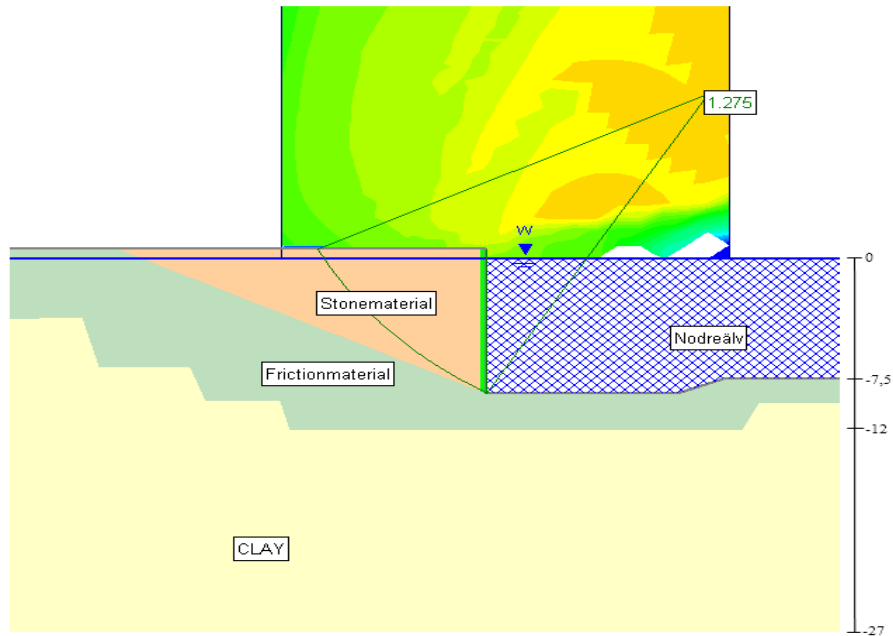 1.275
W
0
Stonematerial
Nodreälv
Frictionmaterial
-7,5
-12
CLAY
-27